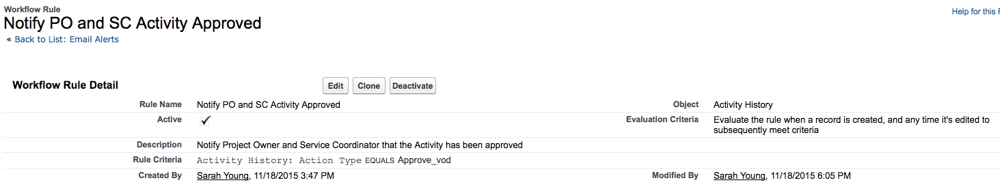 Workflow Rule
Help for this
Notify PO and SC Activity Approved
« Back to List: Email Alerts
Workflow Rule Detail
Edit Clone Deactivate
Rule Name Notify PO and SC Activity Approved Object Activity History
Active Evaluation Criteria Evaluate the rule when a record is created, and any time it's edited to
subsequently meet criteria
Description Notify Project Owner and Service Coordinator that the Activity has been approved
Rule Criteria Activity History: Action Type EQUALS Approve_vod
Created By Sarah Young, 11/18/2015 3:47 PM Modified By Sarah Young, 11/18/2015 6:05 PM